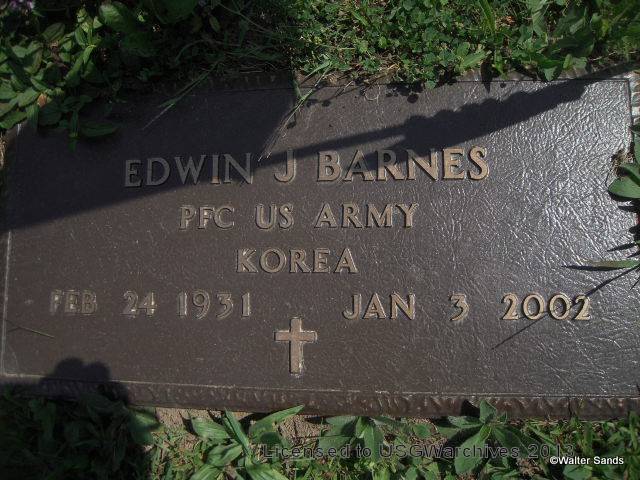 EDWIN J BARNES
PFC US ARMY
KOREA
FEB 24 1931 JAN 3 2002
Licensed to USGWarchives 2013
©Walter Sands